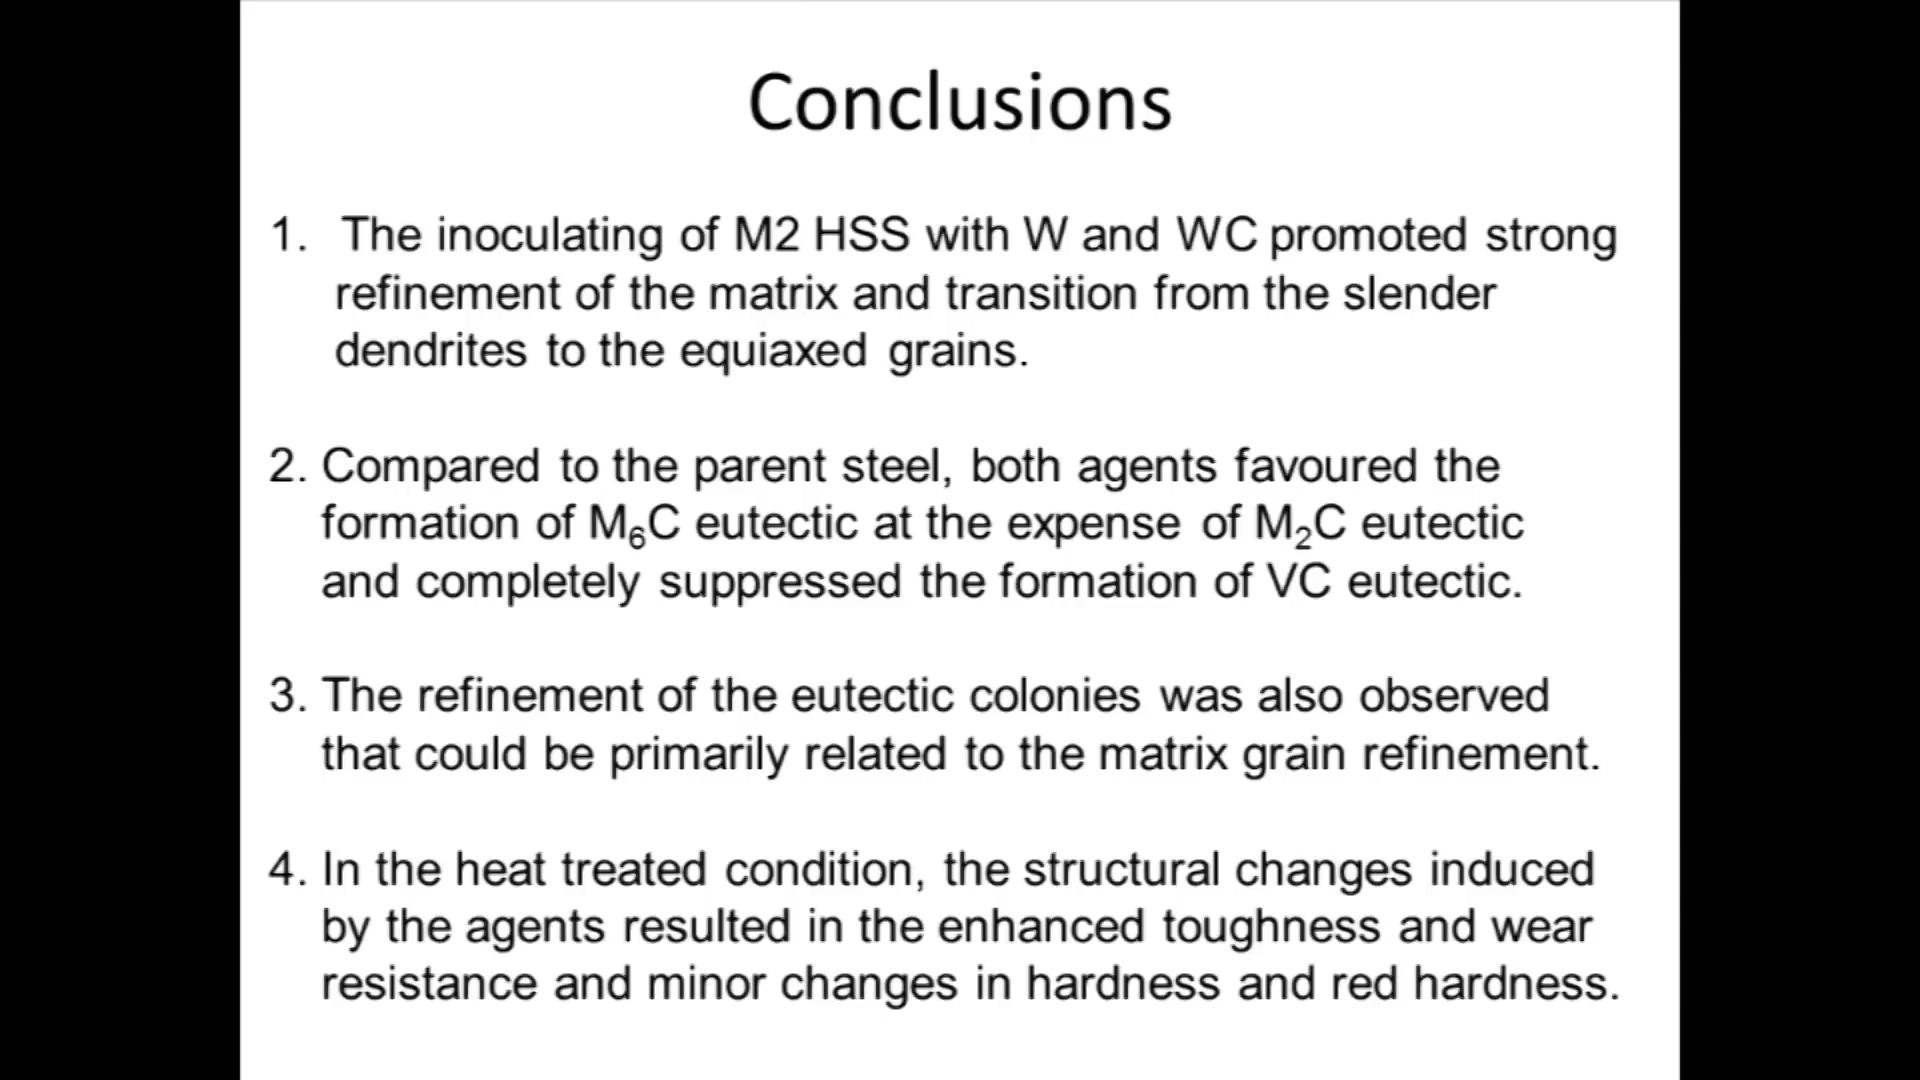 Conclusions
1. The inoculating of M2 HSS with W and WC promoted strong
refinement of the matrix and transition from the slender
dendrites to the equiaxed grains.
2. Compared to the parent steel, both agents favoured the
formation of M₆C eutectic at the expense of M₂C eutectic
and completely suppressed the formation of VC eutectic.
3. The refinement of the eutectic colonies was also observed
that could be primarily related to the matrix grain refinement.
4. In the heat treated condition, the structural changes induced
by the agents resulted in the enhanced toughness and wear
resistance and minor changes in hardness and red hardness.